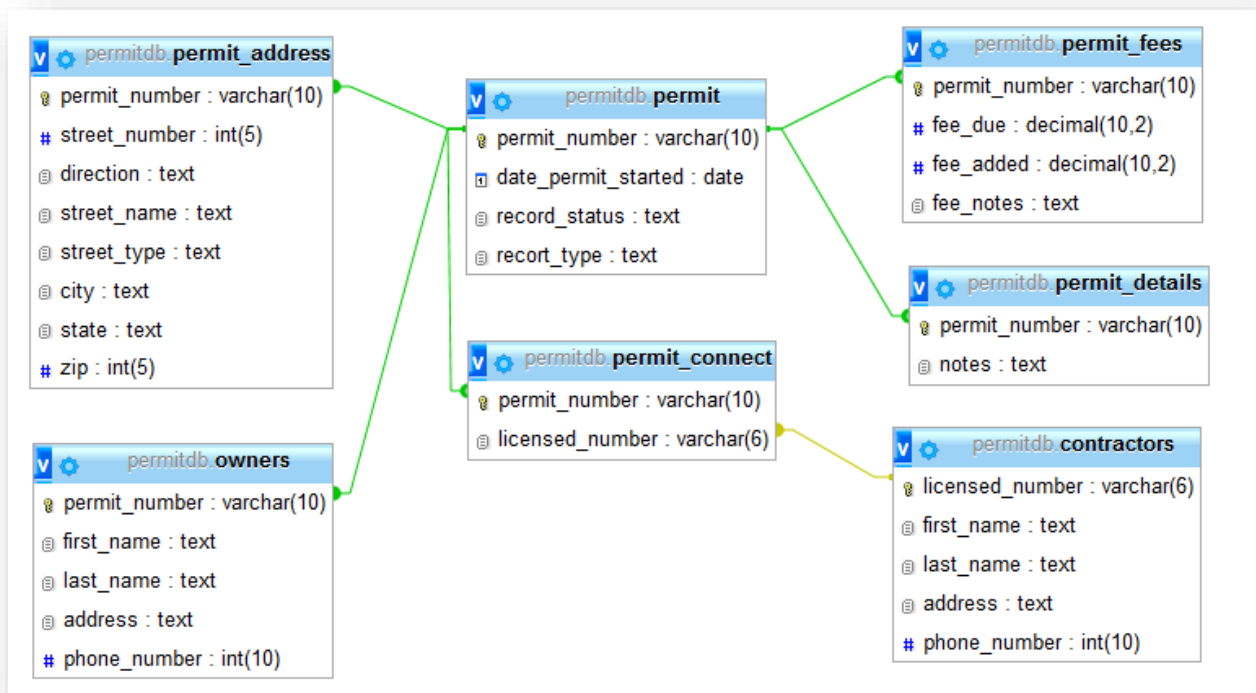 permitdb.permit_address
permit_number : varchar(10)
# street_number : int(5)
direction : text
street_name : text
street_type : text
city : text
state : text
# zip : int(5)
permitdb.owners
permit_number : varchar(10)
first_name : text
last_name : text
address : text
# phone_number : int(10)
permitdb.permit
permit_number : varchar(10)
date_permit_started : date
record_status : text
recort_type : text
permitdb.permit_connect
permit_number : varchar(10)
licensed_number : varchar(6)
permitdb.permit_fees
permit_number : varchar(10)
# fee_due : decimal(10,2)
# fee_added : decimal(10,2)
fee_notes : text
permitdb.permit_details
permit_number : varchar(10)
notes : text
permitdb.contractors
licensed_number : varchar(6)
first_name : text
last_name : text
address : text
# phone_number : int(10)